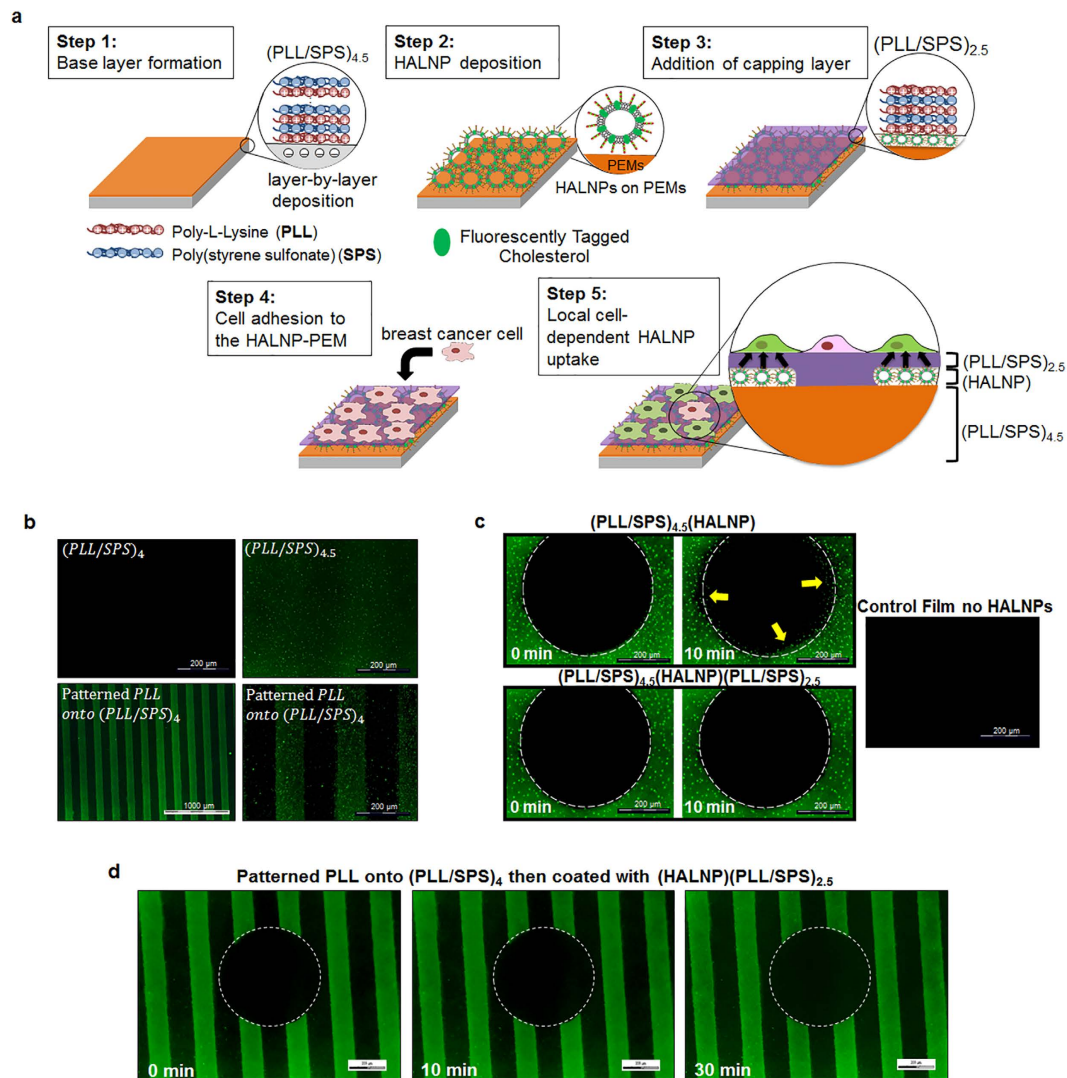 a
Step 1:
Base layer formation
(PLL/SPS)4.5
layer-by-layer
deposition
Step 2:
HALNP deposition
PEMs
HALNPs on PEMs
Step 3:
Addition of capping layer
(PLL/SPS)2.5
Poly-L-Lysine (PLL)
Poly(styrene sulfonate) (SPS)
Fluorescently Tagged
Cholesterol
Step 4:
Cell adhesion to
the HALNP-PEM
breast cancer cell
Step 5:
Local cell-
dependent HALNP
uptake
(PLL/SPS)2.5
(HALNP)
(PLL/SPS)4.5
b
(PLL/SPS)4
200 µm
(PLL/SPS)4.5
200 µm
Patterned PLL
onto (PLL/SPS)4
1000 µm
Patterned PLL
onto (PLL/SPS)4
200 µm
c
(PLL/SPS)4.5(HALNP)
0 min
200 µm
10 min
200 µm
(PLL/SPS)4.5(HALNP)(PLL/SPS)2.5
0 min
200 µm
10 min
200 µm
Control Film no HALNPs
200 µm
d
Patterned PLL onto (PLL/SPS)4 then coated with (HALNP)(PLL/SPS)2.5
0 min
10 min
30 min